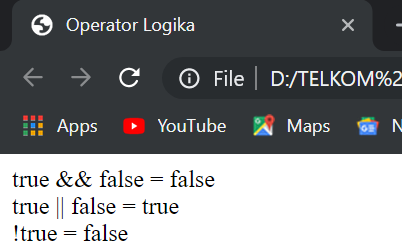 Operator Logika
File
D:/TELKOM%2
Apps
YouTube
Maps
N
true && false = false
true || false = true
!true = false